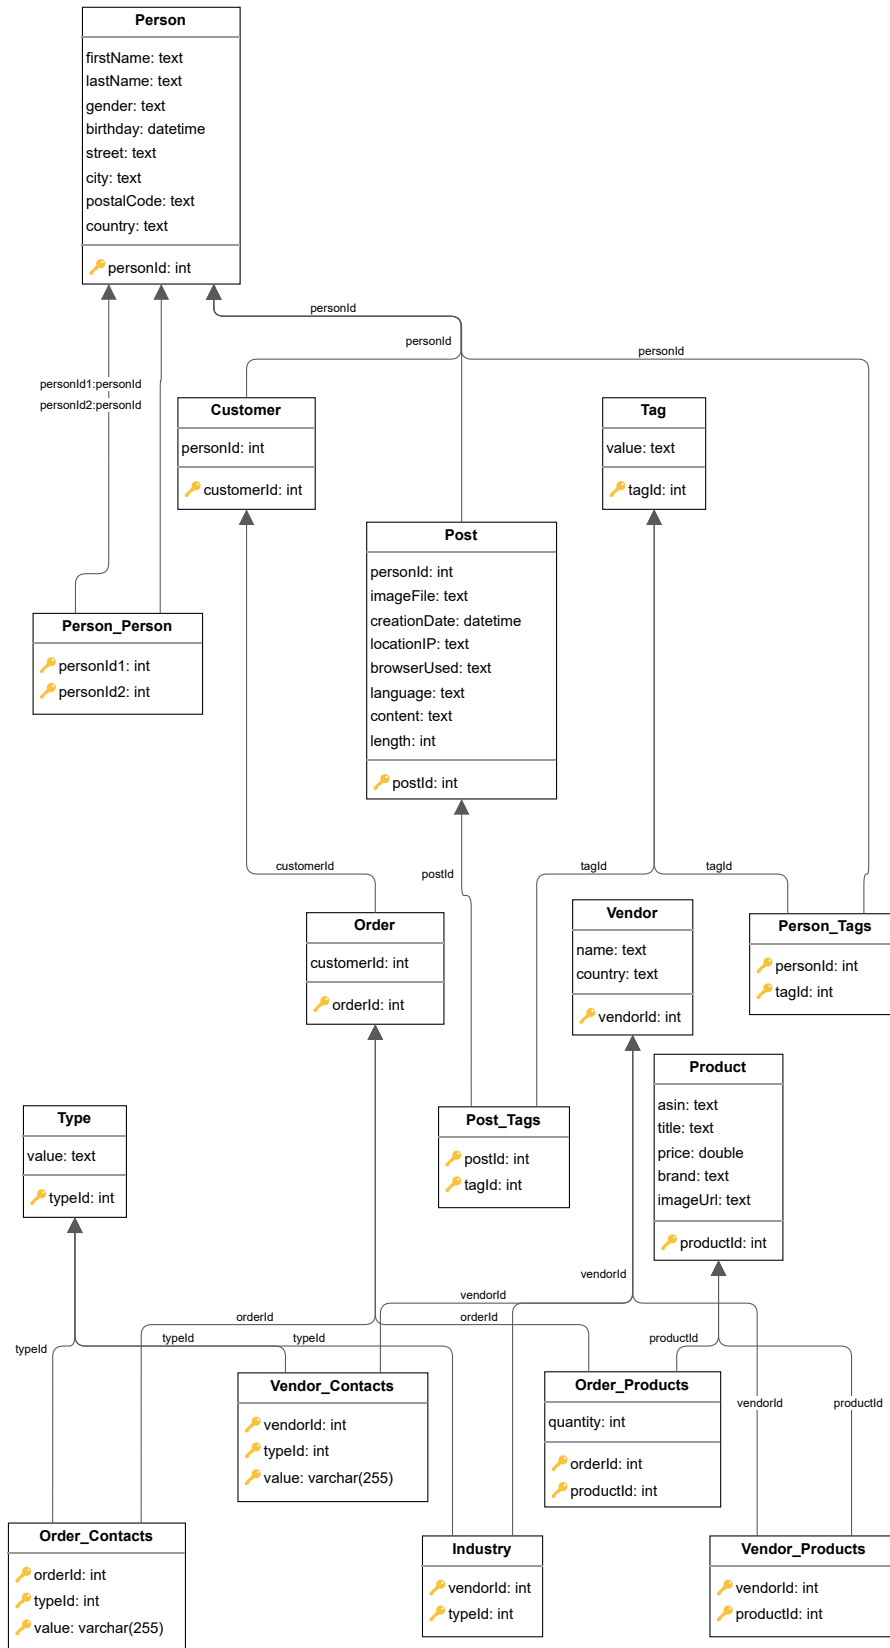 Person
firstName: text
lastName: text
gender: text
birthday: datetime
street: text
city: text
postalCode: text
country: text
personId: int
personId
personId
personId
personId1:personId
personId2:personId
Customer
personId: int
customerId: int
Tag
value: text
tagId: int
Post
personId: int
imageFile: text
creationDate: datetime
locationIP: text
browserUsed: text
language: text
content: text
length: int
postId: int
Person_Person
personId1: int
personId2: int
customerId
postId
tagId
tagId
Order
customerId: int
orderId: int
Vendor
name: text
country: text
vendorId: int
Person_Tags
personId: int
tagId: int
Product
asin: text
title: text
price: double
brand: text
imageUrl: text
productId: int
Type
value: text
typeId: int
Post_Tags
postId: int
tagId: int
vendorId
vendorId
orderId
orderId
typeId
typeId
typeId
productId
vendorId
productId
Vendor_Contacts
vendorId: int
typeId: int
value: varchar(255)
Order_Products
quantity: int
orderId: int
productId: int
Order_Contacts
orderId: int
typeId: int
value: varchar(255)
Industry
vendorId: int
typeId: int
Vendor_Products
vendorId: int
productId: int